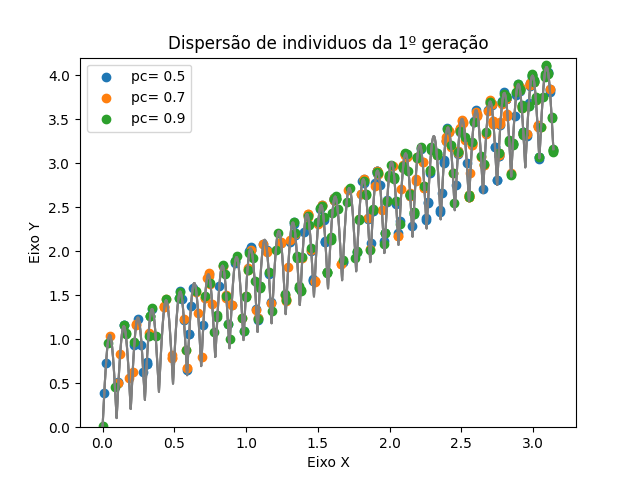 Dispersão de individuos da 1º geração
pc= 0.5
pc= 0.7
pc= 0.9
Eixo Y
4.0
3.5
3.0
2.5
2.0
1.5
1.0
0.5
0.0
0.0 0.5 1.0 1.5 2.0 2.5 3.0
Eixo X